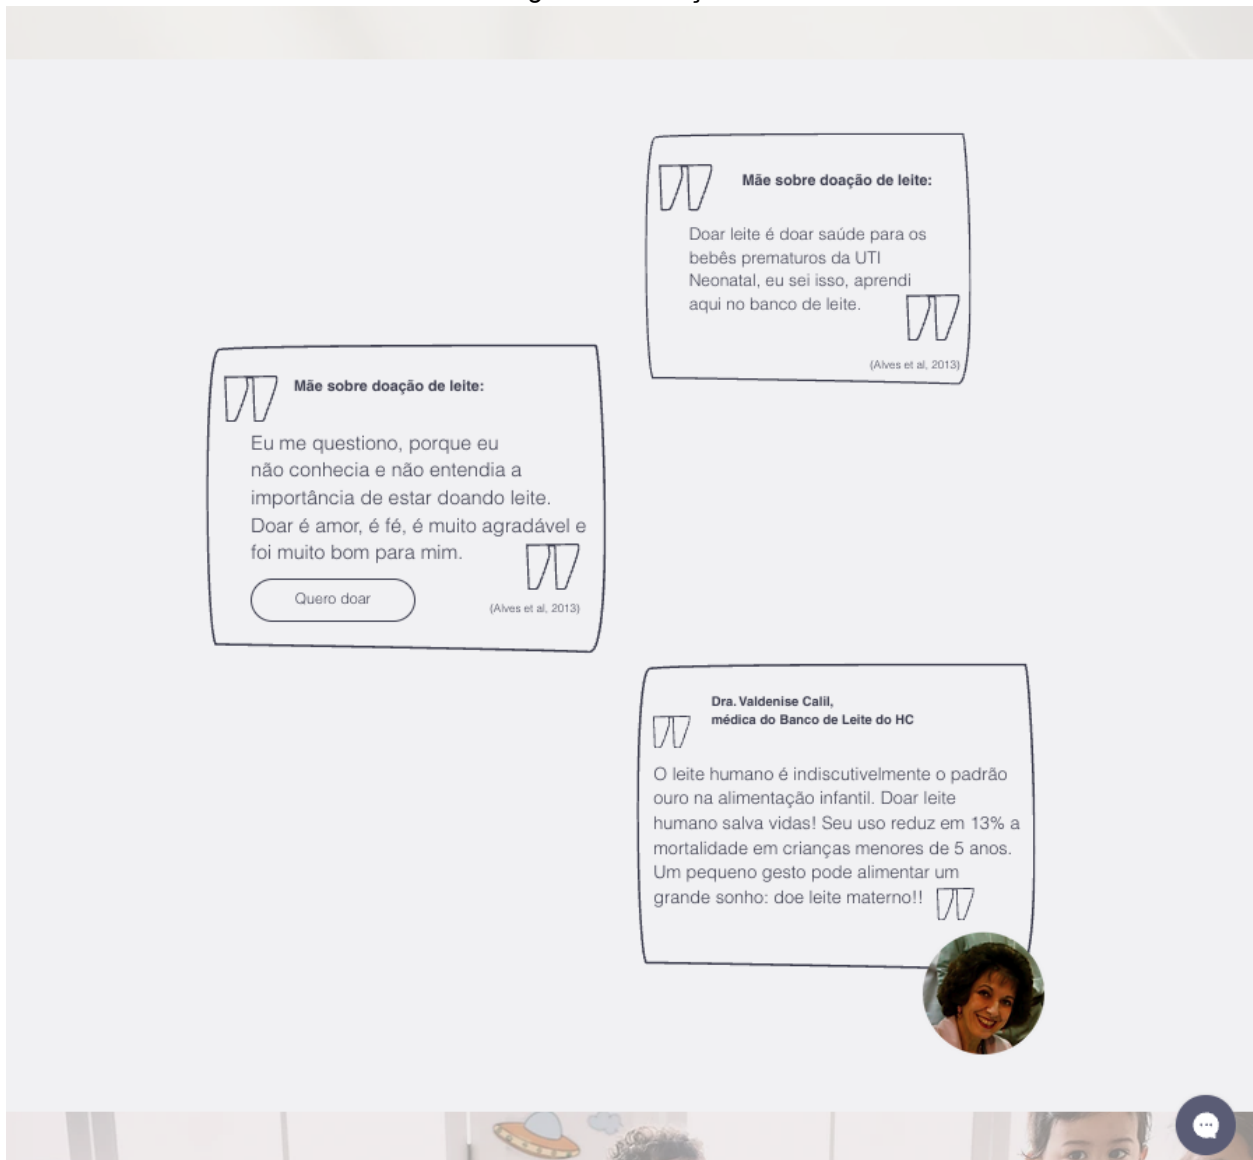 Mãe sobre doação de leite:
Doar leite é doar saúde para os
bebês prematuros da UTI
Neonatal, eu sei isso, aprendi
aqui no banco de leite.
(Alves et al, 2013)
Mãe sobre doação de leite:
Eu me questiono, porque eu
não conhecia e não entendia a
importância de estar doando leite.
Doar é amor, é fé, é muito agradável e
foi muito bom para mim.
Quero doar
(Alves et al, 2013)
Dra. Valdenise Calil,
médica do Banco de Leite do HC
O leite humano é indiscutivelmente o padrão
ouro na alimentação infantil. Doar leite
humano salva vidas! Seu uso reduz em 13% a
mortalidade em crianças menores de 5 anos.
Um pequeno gesto pode alimentar um
grande sonho: doe leite materno!!